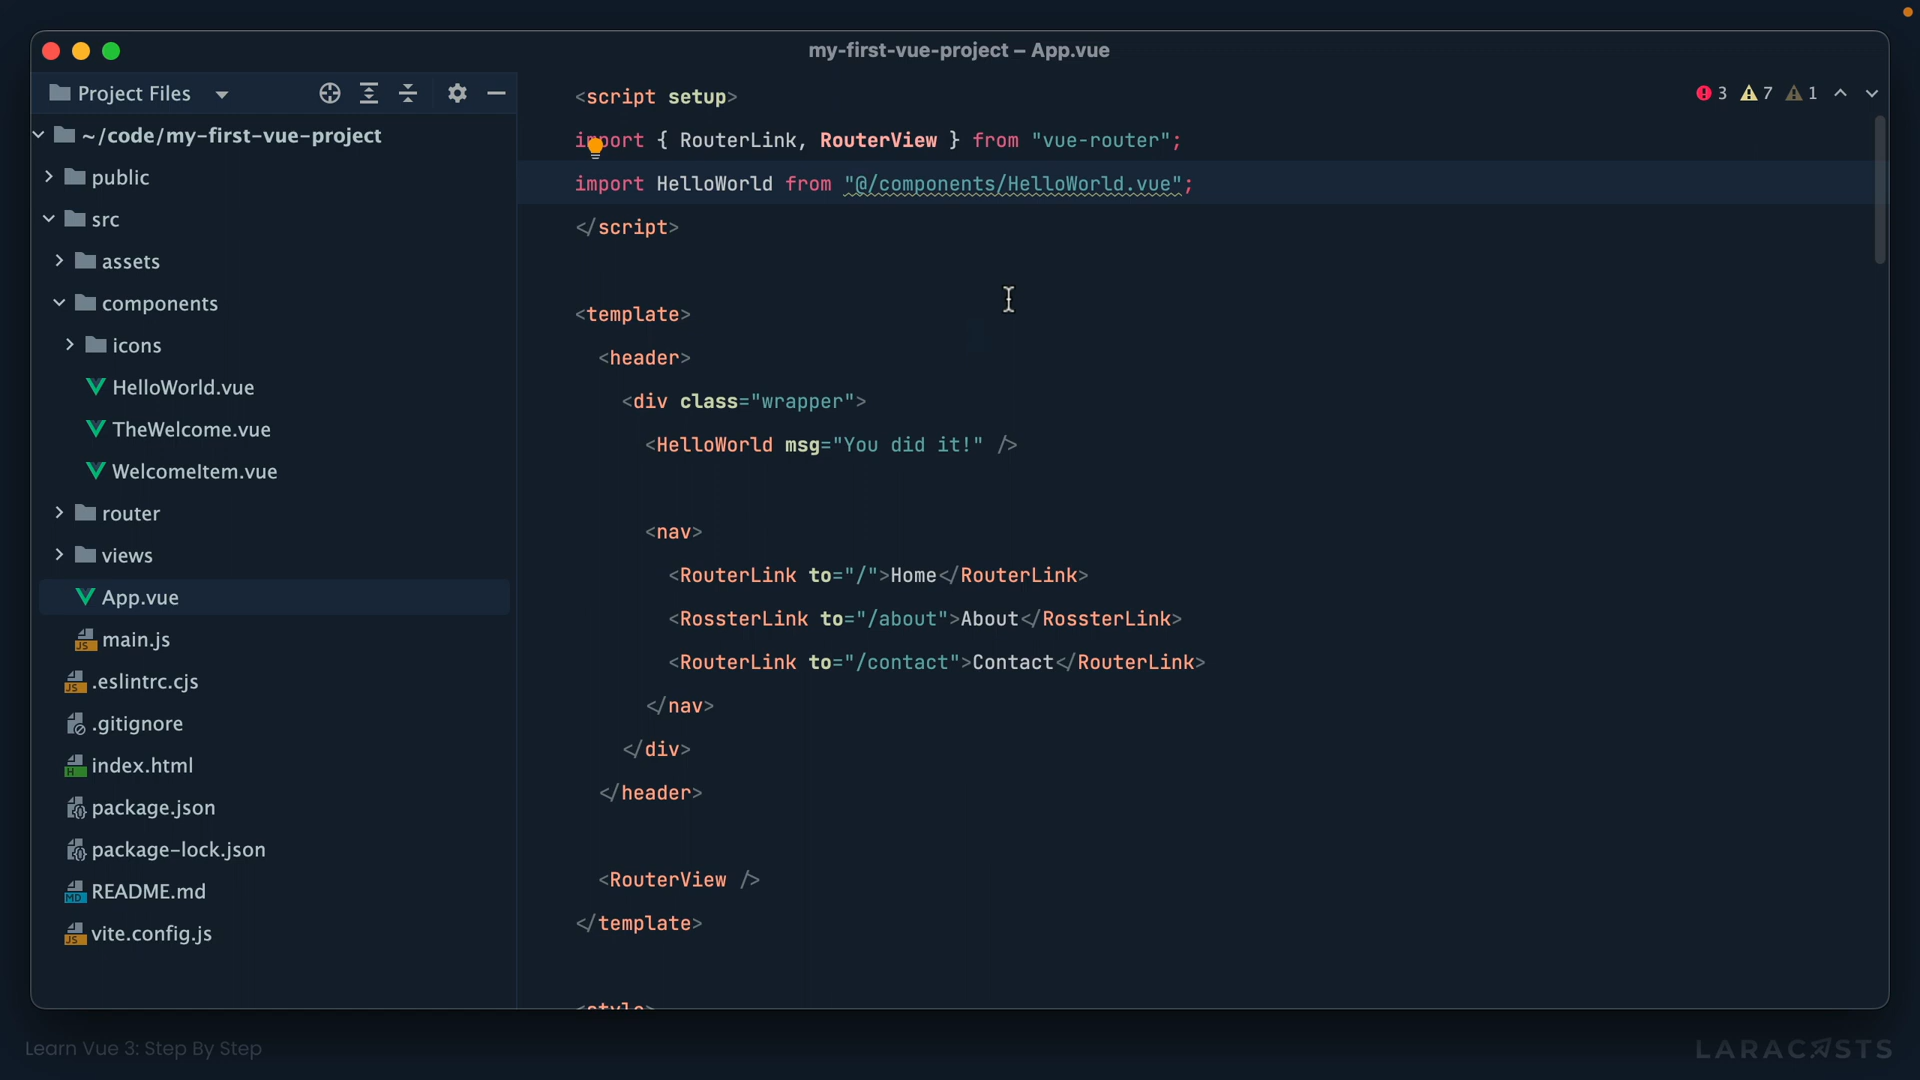 my-first-vue-project – App.vue
Project Files
~/code/my-first-vue-project
public
src
assets
components
icons
HelloWorld.vue
TheWelcome.vue
WelcomeItem.vue
router
views
App.vue
main.js
.eslintrc.cjs
.gitignore
index.html
package.json
package-lock.json
README.md
vite.config.js
3 7 1
<script setup>
import { RouterLink, RouterView } from "vue-router";
import HelloWorld from "@/components/HelloWorld.vue";
</script>
<template>
<header>
<div class="wrapper">
<HelloWorld msg="You did it!" />
<nav>
<RouterLink to="/">Home</RouterLink>
<RossterLink to="/about">About</RossterLink>
<RouterLink to="/contact">Contact</RouterLink>
</nav>
</div>
</header>
<RouterView />
</template>
<style>
Learn Vue 3: Step By Step
LARACASTS